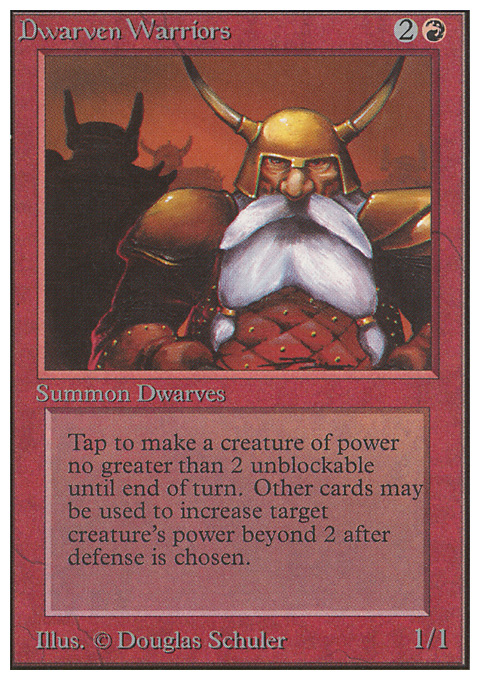 Dwarven Warriors 2
Summon Dwarves
Tap to make a creature of power
no greater than 2 unblockable
until end of turn. Other cards may
be used to increase target
creature's power beyond 2 after
defense is chosen.
Illus. © Douglas Schuler 1/1